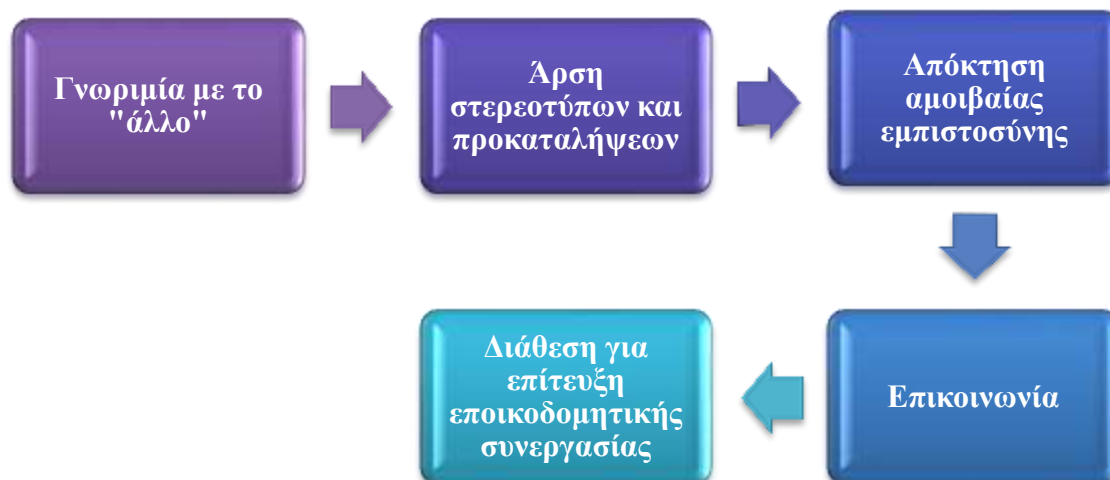 Γνωριμία με το
"άλλο"
Άρση
στερεοτύπων και
προκαταλήψεων
Απόκτηση
αμοιβαίας
εμπιστοσύνης
Επικοινωνία
Διάθεση για
επίτευξη
εποικοδομητικής
συνεργασίας